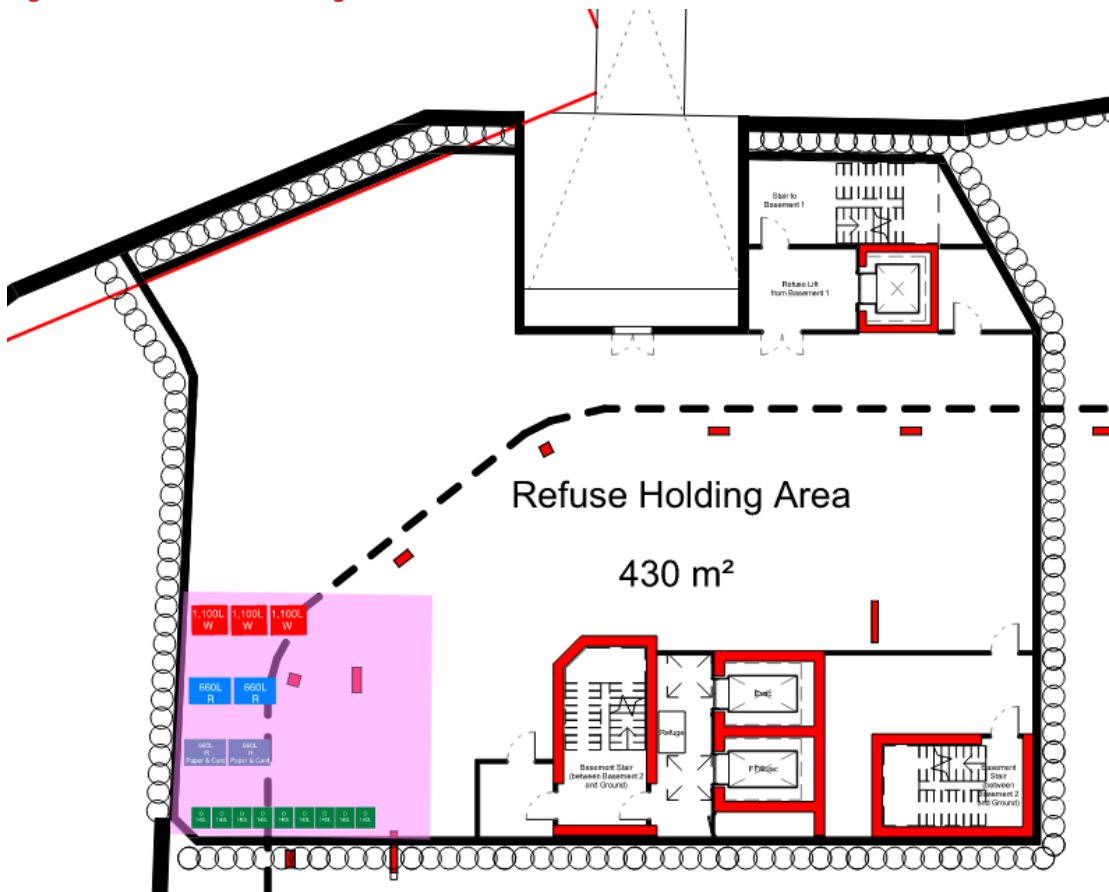 Stair to
Basement 1
Refuse Lift
from Basement 1
Refuse Holding Area
430 m²
1,100L
W
1,100L
W
1,100L
W
660L
R
660L
R
660L
R
Paper & Card
660L
R
Paper & Card
Refuge
Basement Stair
(between Basement 2
and Ground)
Basement
Stair
(between
Basement 2
and Ground)